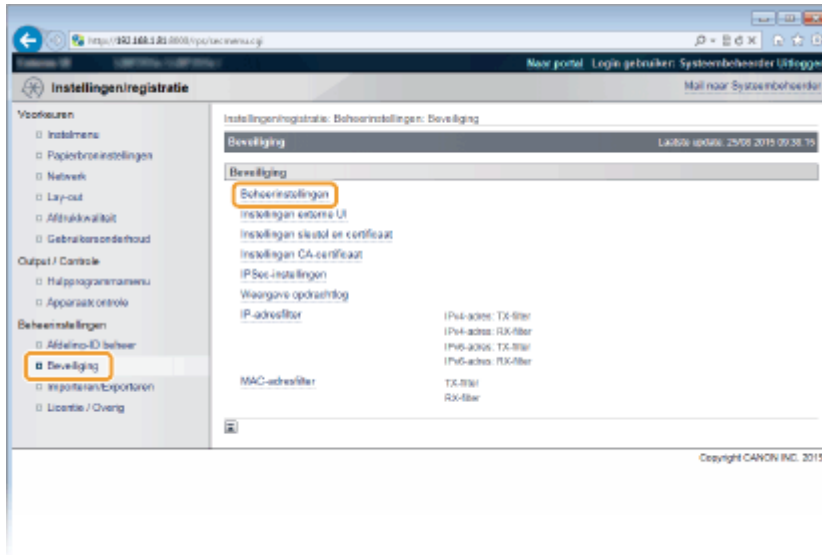 http://192.168.1.81:8000/rps/csecmenu.cgi
Naar portal Login gebruiker: Systeembeheerder Uitloggen
Instellingen/registratie
Mail naar Systeembeheerder
Voorkeuren
Instelmenu
Papierbroninstellingen
Netwerk
Lay-out
Afdrukkwaliteit
Gebruikersonderhoud
Output / Controle
Hulpprogrammamenu
Apparaatcontrole
Beheerinstellingen
Afdeling-ID beheer
Beveiliging
Importeren/Exporteren
Licentie / Overig
Instellingen/registratie: Beheerinstellingen: Beveiliging
Beveiliging
Laatste update: 25/08 2015 09:38:15
Beveiliging
Beheerinstellingen
Instellingen externe UI
Instellingen sleutel en certificaat
Instellingen CA-certificaat
IPSec-instellingen
Weergave opdrachtlog
IP-adresfilter
IPv4-adres: TX-filter
IPv4-adres: RX-filter
IPv6-adres: TX-filter
IPv6-adres: RX-filter
MAC-adresfilter
TX-filter
RX-filter
Copyright CANON INC. 2015